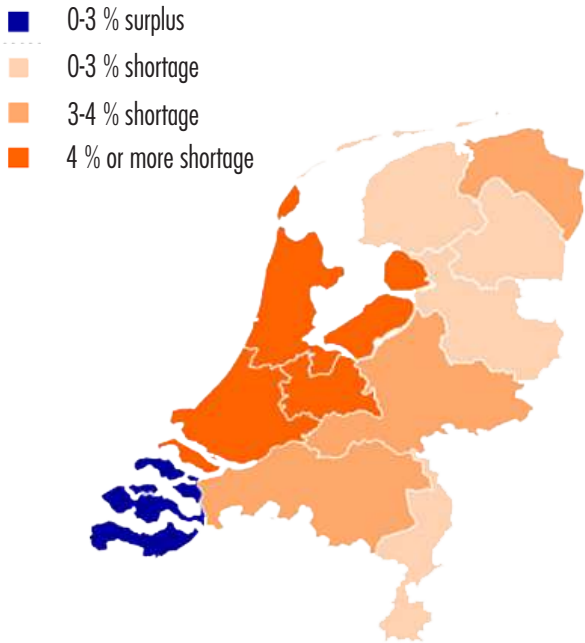 0-3 % surplus
0-3 % shortage
3-4 % shortage
4 % or more shortage